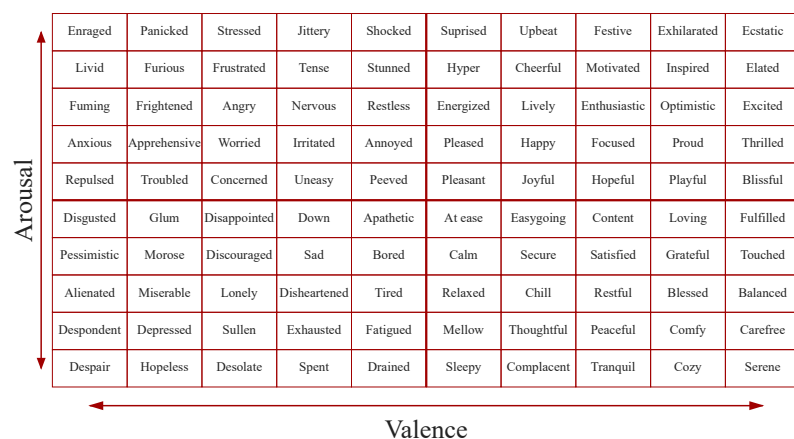 Enraged Panicked Stressed Jittery Shocked Suprised Upbeat Festive Exhilarated Ecstatic
Livid Furious Frustrated Tense Stunned Hyper Cheerful Motivated Inspired Elated
Fuming Frightened Angry Nervous Restless Energized Lively Enthusiastic Optimistic Excited
Anxious Apprehensive Worried Irritated Annoyed Pleased Happy Focused Proud Thrilled
Repulsed Troubled Concerned Uneasy Peeved Pleasant Joyful Hopeful Playful Blissful
Disgusted Glum Disappointed Down Apathetic At ease Easygoing Content Loving Fulfilled
Pessimistic Morose Discouraged Sad Bored Calm Secure Satisfied Grateful Touched
Alienated Miserable Lonely Disheartened Tired Relaxed Chill Restful Blessed Balanced
Despondent Depressed Sullen Exhausted Fatigued Mellow Thoughtful Peaceful Comfy Carefree
Despair Hopeless Desolate Spent Drained Sleepy Complacent Tranquil Cozy Serene
Arousal
Valence